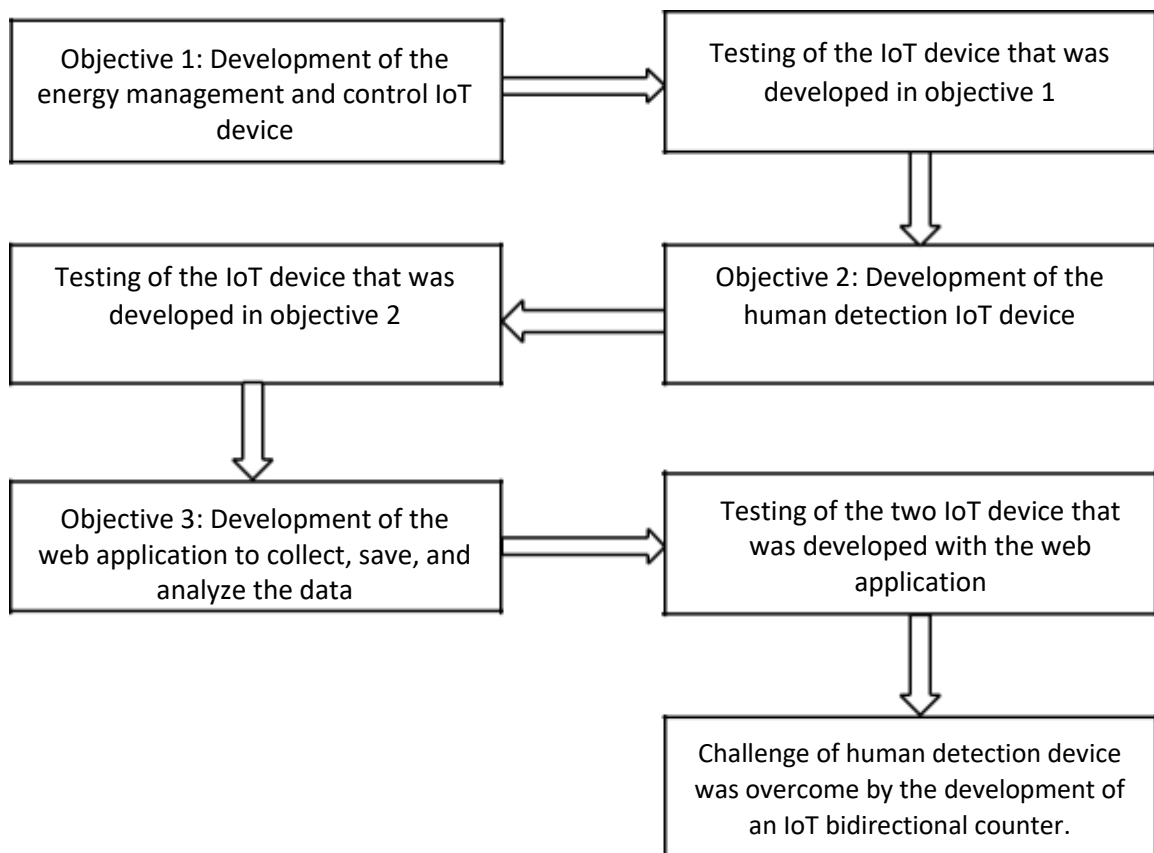 Objective 1: Development of the
energy management and control IoT
device
Testing of the IoT device that was
developed in objective 1
Objective 2: Development of the
human detection IoT device
Testing of the IoT device that was
developed in objective 2
Objective 3: Development of the
web application to collect, save, and
analyze the data
Testing of the two IoT device that
was developed with the web
application
Challenge of human detection device
was overcome by the development of
an IoT bidirectional counter.